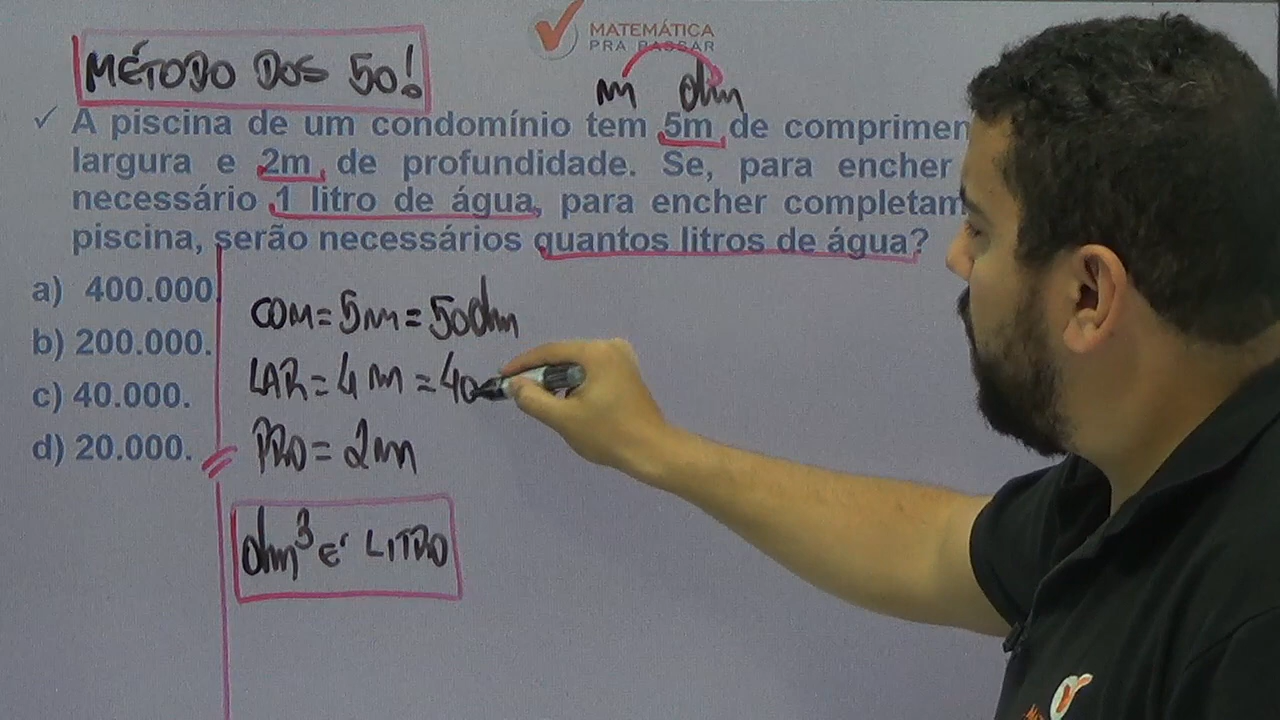 MATEMÁTICA
PRA PASSAR
MÉTODO DOS 50!
m dm
✓ A piscina de um condomínio tem 5m de
largura e 2m de profundidade. Se, para encher
necessário 1 litro de água, para encher
piscina, serão necessários quantos litros de água?
a) 400.000
b) 200.000.
c) 40.000.
d) 20.000.
COM = 5m = 50dm
LAR = 4m = 40
PRO = 2m
dm³ É LITRO